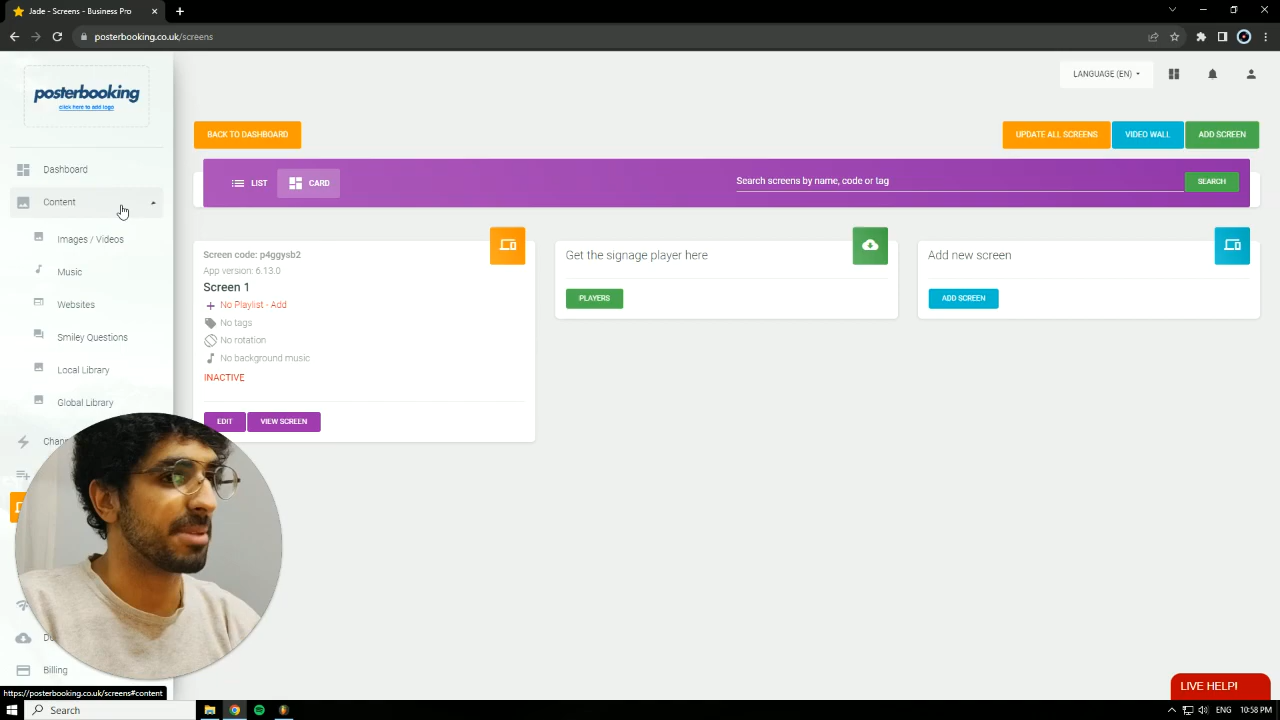 Jade - Screens - Business Pro
posterbooking.co.uk/screens
posterbooking
click here to add logo
LANGUAGE (EN)
BACK TO DASHBOARD
UPDATE ALL SCREENS
VIDEO WALL
ADD SCREEN
Dashboard
LIST
CARD
Search screens by name, code or tag
SEARCH
Content
Images / Videos
Music
Websites
Smiley Questions
Local Library
Global Library
Billing
Screen code: p4ggysb2
App version: 6.13.0
Screen 1
No Playlist - Add
No tags
No rotation
No background music
INACTIVE
EDIT
VIEW SCREEN
Get the signage player here
PLAYERS
Add new screen
ADD SCREEN
LIVE HELP!
https://posterbooking.co.uk/screens#content
Search
ENG
10:58 PM